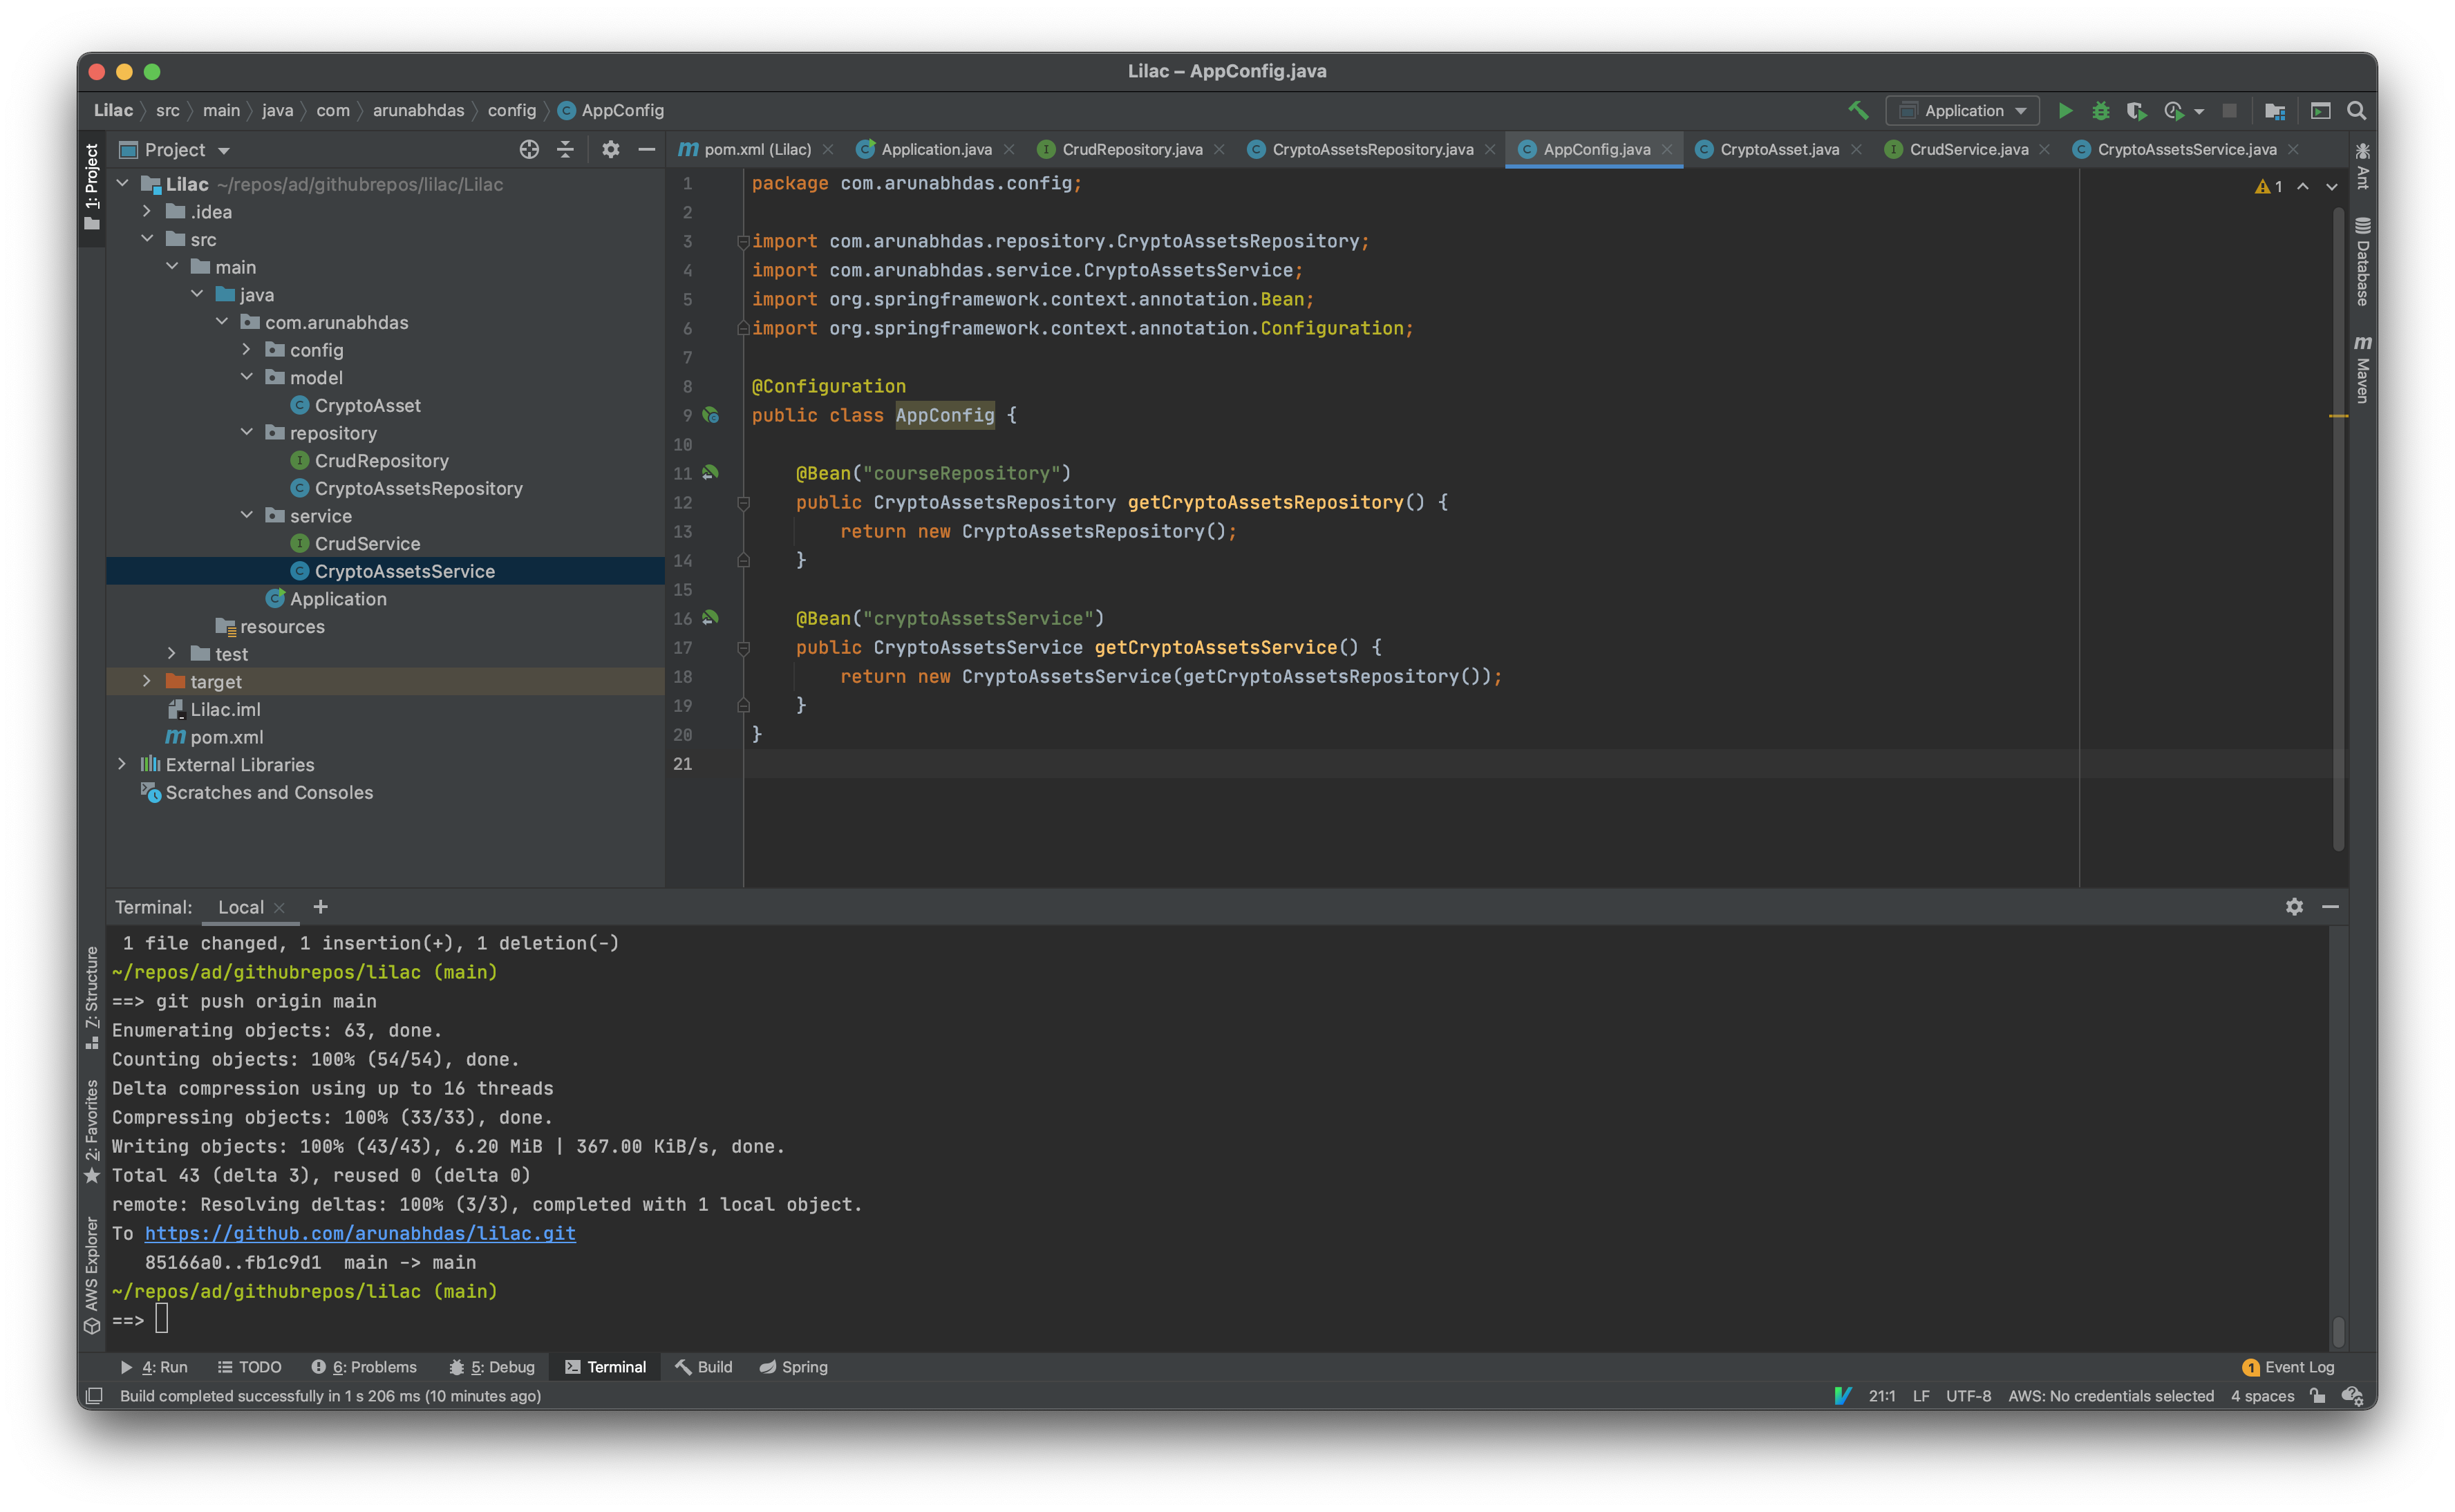 Lilac – AppConfig.java
Lilac src main java com arunabhdas config AppConfig
Application
1: Project
Project
pom.xml (Lilac) Application.java CrudRepository.java CryptoAssetsRepository.java AppConfig.java CryptoAsset.java CrudService.java CryptoAssetsService.java
Lilac ~/repos/ad/githubrepos/lilac/Lilac
.idea
src
main
java
com.arunabhdas
config
model
CryptoAsset
repository
CrudRepository
CryptoAssetsRepository
service
CrudService
CryptoAssetsService
Application
resources
test
target
Lilac.iml
pom.xml
External Libraries
Scratches and Consoles
1 package com.arunabhdas.config;
2
3 import com.arunabhdas.repository.CryptoAssetsRepository;
4 import com.arunabhdas.service.CryptoAssetsService;
5 import org.springframework.context.annotation.Bean;
6 import org.springframework.context.annotation.Configuration;
7
8 @Configuration
9 public class AppConfig {
10
11 @Bean("courseRepository")
12 public CryptoAssetsRepository getCryptoAssetsRepository() {
13 return new CryptoAssetsRepository();
14 }
15
16 @Bean("cryptoAssetsService")
17 public CryptoAssetsService getCryptoAssetsService() {
18 return new CryptoAssetsService(getCryptoAssetsRepository());
19 }
20 }
21
1
Ant
Database
Maven
Terminal: Local +
1 file changed, 1 insertion(+), 1 deletion(-)
~/repos/ad/githubrepos/lilac (main)
==> git push origin main
Enumerating objects: 63, done.
Counting objects: 100% (54/54), done.
Delta compression using up to 16 threads
Compressing objects: 100% (33/33), done.
Writing objects: 100% (43/43), 6.20 MiB | 367.00 KiB/s, done.
Total 43 (delta 3), reused 0 (delta 0)
remote: Resolving deltas: 100% (3/3), completed with 1 local object.
To https://github.com/arunabhdas/lilac.git
85166a0..fb1c9d1 main -> main
~/repos/ad/githubrepos/lilac (main)
==>
Z: Structure
2: Favorites
AWS Explorer
4: Run TODO 6: Problems 5: Debug Terminal Build Spring 1 Event Log
Build completed successfully in 1 s 206 ms (10 minutes ago) 21:1 LF UTF-8 AWS: No credentials selected 4 spaces